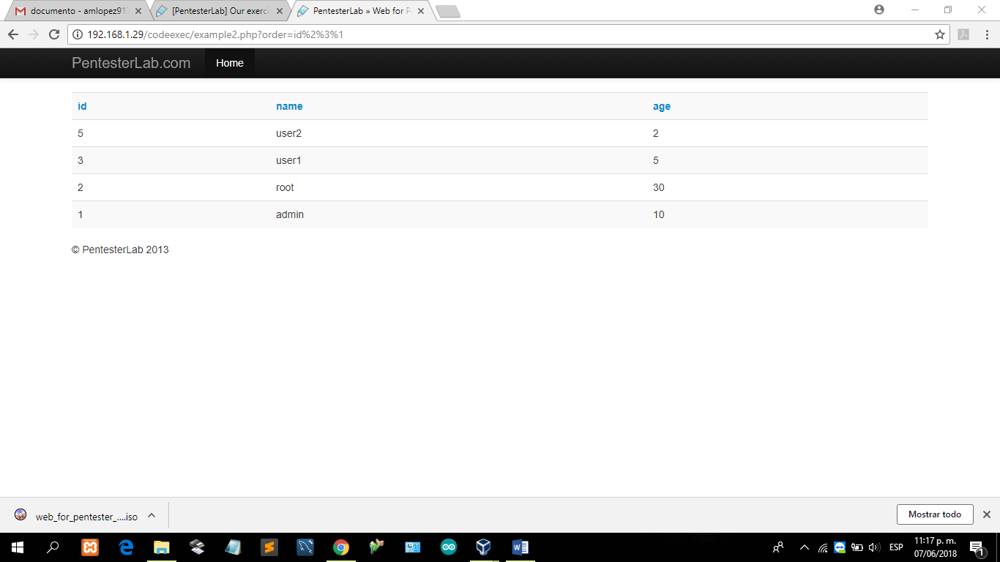 documento - amlopez91
[PentesterLab] Our exerci
PentesterLab » Web for P
192.168.1.29/codeexec/example2.php?order=id%2%3%1
PentesterLab.com Home
id name age
5 user2 2
3 user1 5
2 root 30
1 admin 10
© PentesterLab 2013
web_for_pentester_....iso
Mostrar todo
ESP
11:17 p. m.
07/06/2018
1